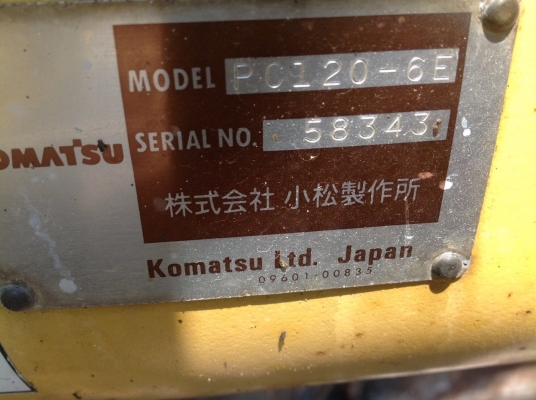 MODEL PC120-6E
SERIAL NO. 58343
KOMATSU
株式会社 小松製作所
Komatsu Ltd. Japan
09601-00835